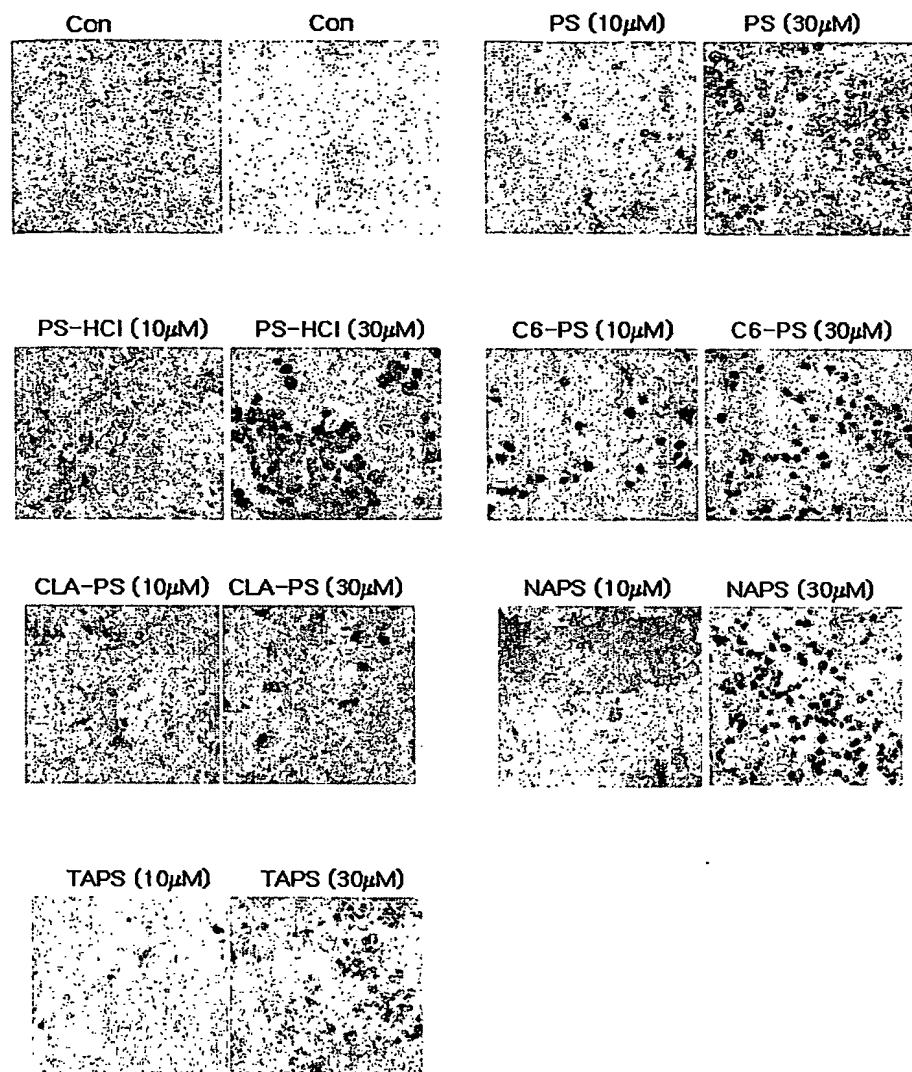 Con Con PS (10μM) PS (30μM)
PS-HCl (10μM) PS-HCl (30μM) C6-PS (10μM) C6-PS (30μM)
CLA-PS (10μM) CLA-PS (30μM) NAPS (10μM) NAPS (30μM)
TAPS (10μM) TAPS (30μM)